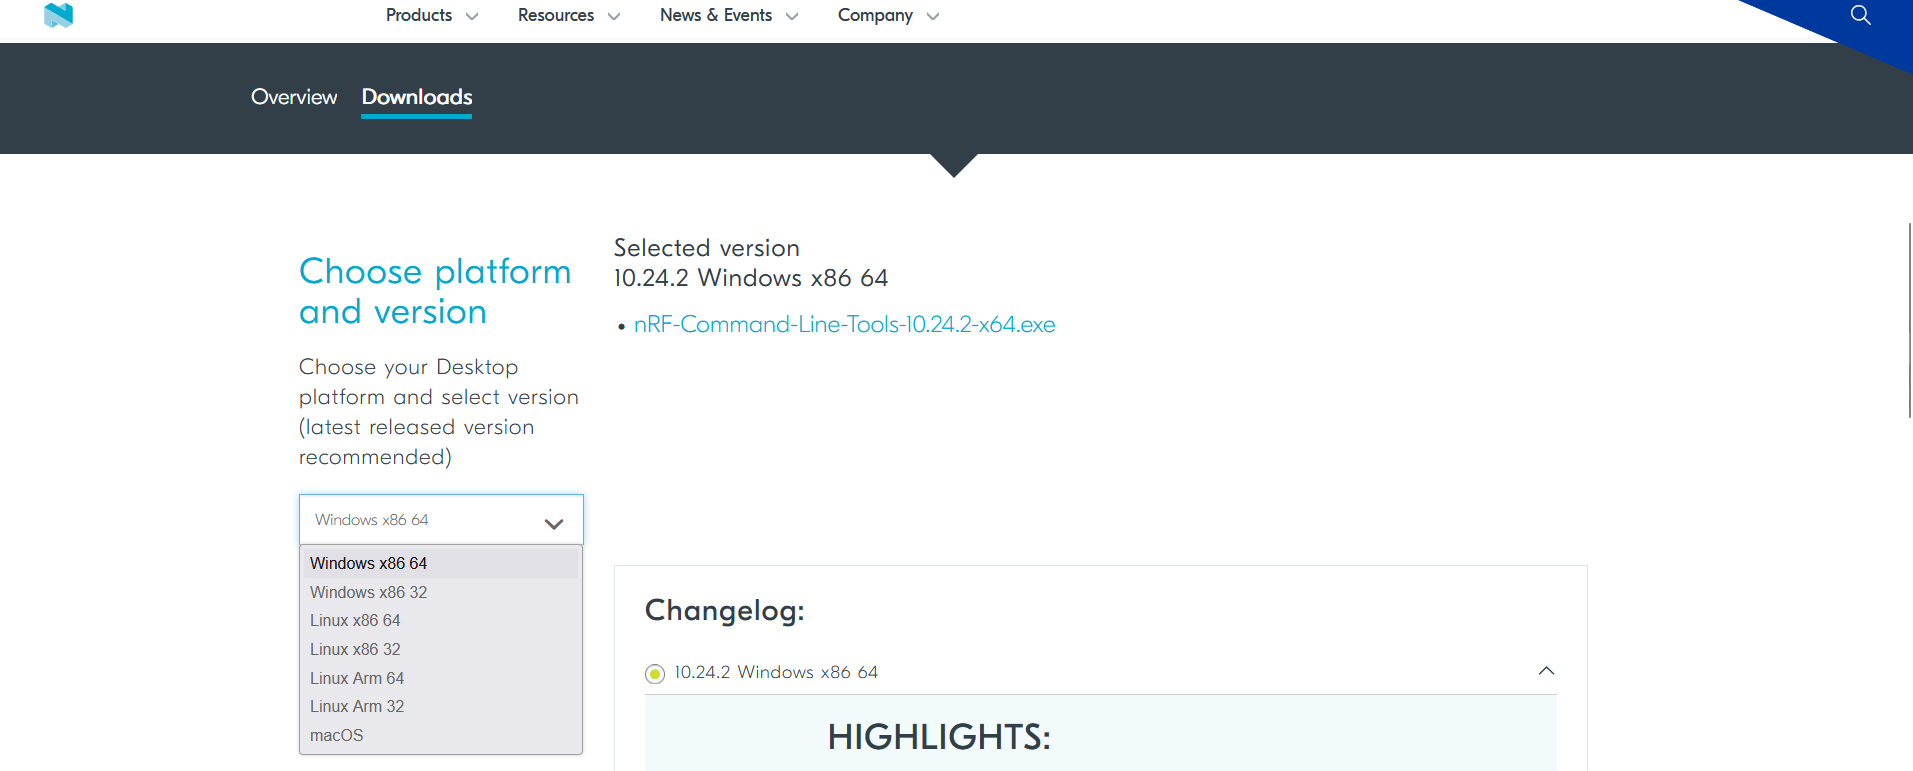 Products
Resources
News & Events
Company
Overview
Downloads
Choose platform
and version
Choose your Desktop
platform and select version
(latest released version
recommended)
Windows x86 64
Windows x86 64
Windows x86 32
Linux x86 64
Linux x86 32
Linux Arm 64
Linux Arm 32
macOS
Selected version
10.24.2 Windows x86 64
• nRF-Command-Line-Tools-10.24.2-x64.exe
Changelog:
10.24.2 Windows x86 64
HIGHLIGHTS: